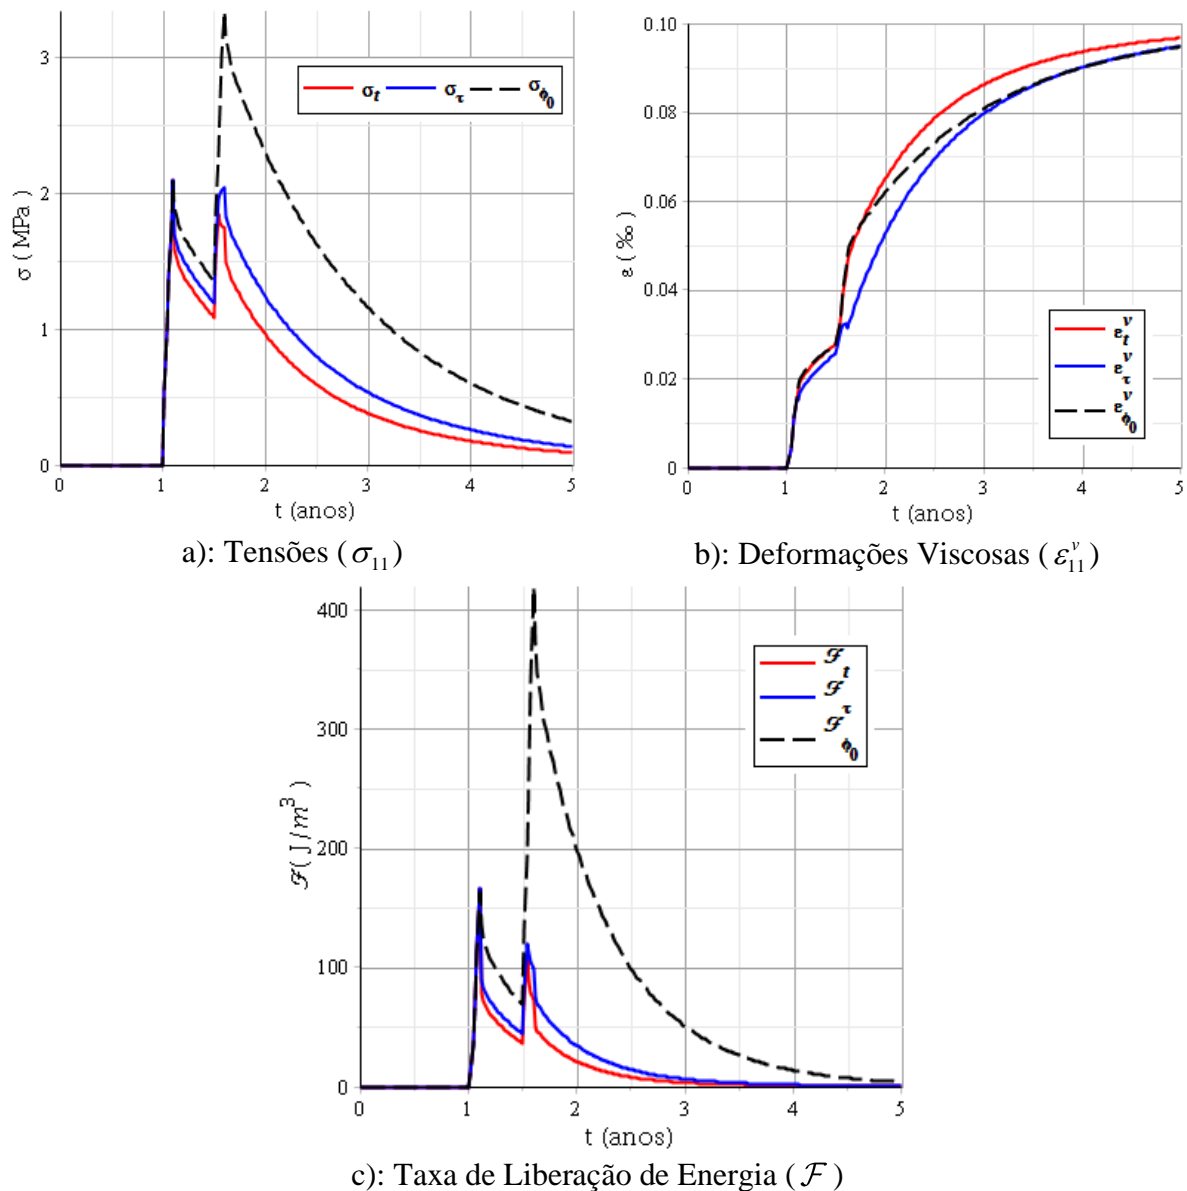 3
2
1
0
σ ( MPa )
σt στ σϕ0
0 1 2 3 4 5
t (anos)
a): Tensões (σ11)
0.10
0.08
0.06
0.04
0.02
0
ε ( ‰ )
εtv
ετv
εϕ0v
0 1 2 3 4 5
t (anos)
b): Deformações Viscosas (ε11v)
400
300
200
100
0
ℱ ( J / m3 )
ℱt
ℱτ
ℱϕ0
0 1 2 3 4 5
t (anos)
c): Taxa de Liberação de Energia (ℱ)